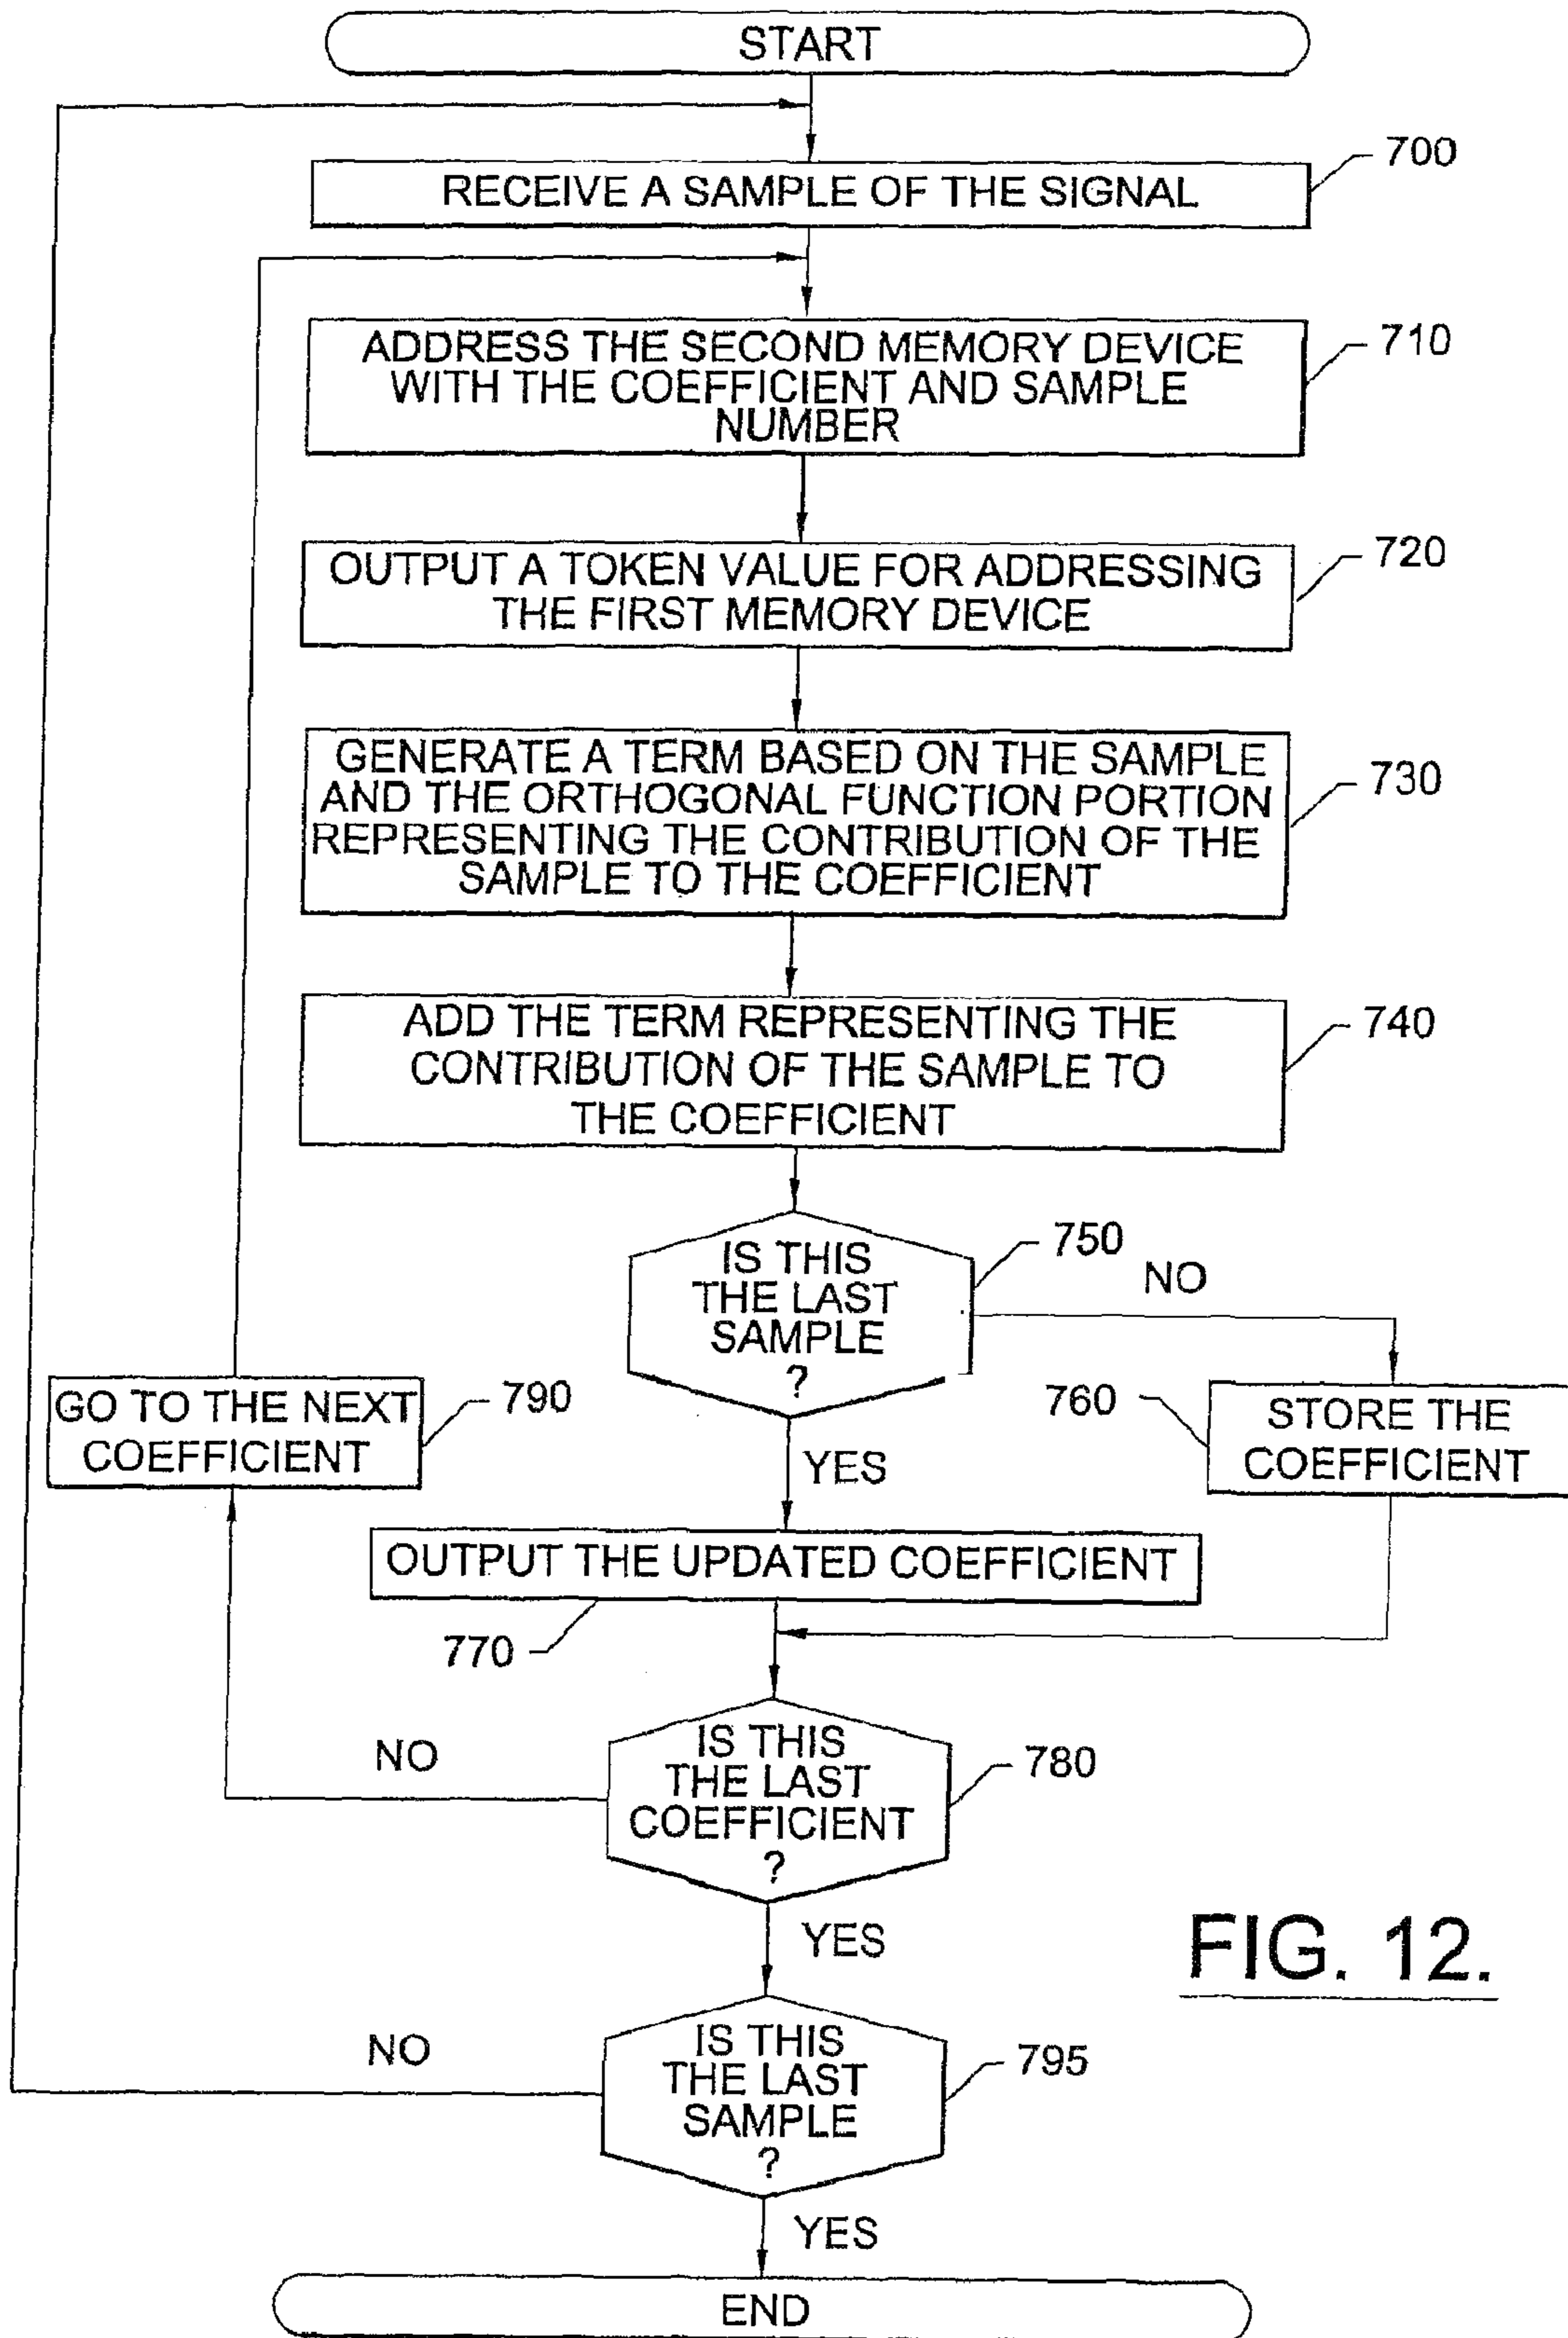 START
700
RECEIVE A SAMPLE OF THE SIGNAL
ADDRESS THE SECOND MEMORY DEVICE
WITH THE COEFFICIENT AND SAMPLE
NUMBER
710
OUTPUT A TOKEN VALUE FOR ADDRESSING
THE FIRST MEMORY DEVICE
720
GENERATE A TERM BASED ON THE SAMPLE
AND THE ORTHOGONAL FUNCTION PORTION
REPRESENTING THE CONTRIBUTION OF THE
SAMPLE TO THE COEFFICIENT
730
ADD THE TERM REPRESENTING THE
CONTRIBUTION OF THE SAMPLE TO
THE COEFFICIENT
740
IS THIS
THE LAST
SAMPLE
?
750
NO
760
STORE THE
COEFFICIENT
GO TO THE NEXT
COEFFICIENT
790
YES
OUTPUT THE UPDATED COEFFICIENT
770
IS THIS
THE LAST
COEFFICIENT
?
780
NO
YES
FIG. 12.
IS THIS
THE LAST
SAMPLE
?
795
NO
YES
END